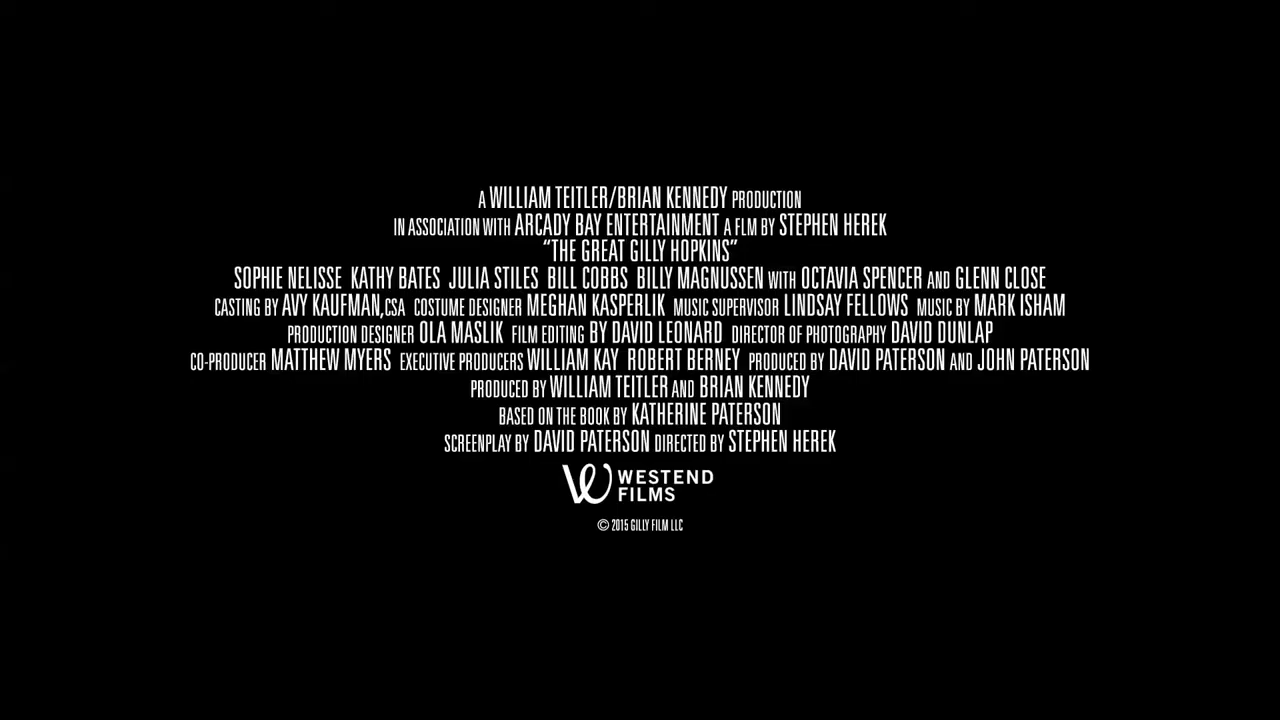 A WILLIAM TEITLER/BRIAN KENNEDY PRODUCTION
IN ASSOCIATION WITH ARCADY BAY ENTERTAINMENT A FLM BY STEPHEN HEREK
“THE GREAT GILLY HOPKINS”
SOPHIE NELISSE KATHY BATES JULIA STILES BILL COBBS BILLY MAGNUSSEN WITH OCTAVIA SPENCER AND GLENN CLOSE
CASTING BY AVY KAUFMAN,CSA COSTUME DESIGNER MEGHAN KASPERLIK MUSIC SUPERVISOR LINDSAY FELLOWS MUSIC BY MARK ISHAM
PRODUCTION DESIGNER OLA MASLIK FILM EDITING BY DAVID LEONARD DIRECTOR OF PHOTOGRAPHY DAVID DUNLAP
CO-PRODUCER MATTHEW MYERS EXECUTIVE PRODUCERS WILLIAM KAY ROBERT BERNEY PRODUCED BY DAVID PATERSON AND JOHN PATERSON
PRODUCED BY WILLIAM TEITLER AND BRIAN KENNEDY
BASED ON THE BOOK BY KATHERINE PATERSON
SCREENPLAY BY DAVID PATERSON DIRECTED BY STEPHEN HEREK
WESTEND
FILMS
© 2015 GILLY FILM LLC